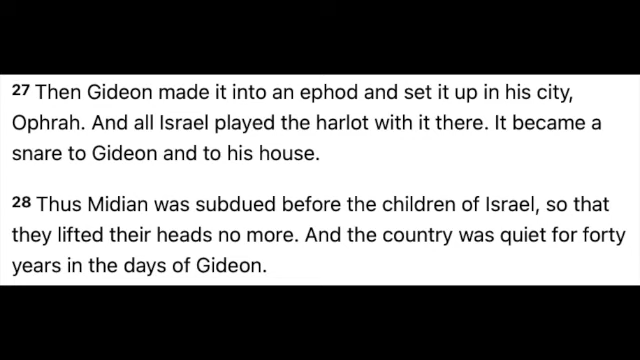 27 Then Gideon made it into an ephod and set it up in his city,
Ophrah. And all Israel played the harlot with it there. It became a
snare to Gideon and to his house.
28 Thus Midian was subdued before the children of Israel, so that
they lifted their heads no more. And the country was quiet for forty
years in the days of Gideon.